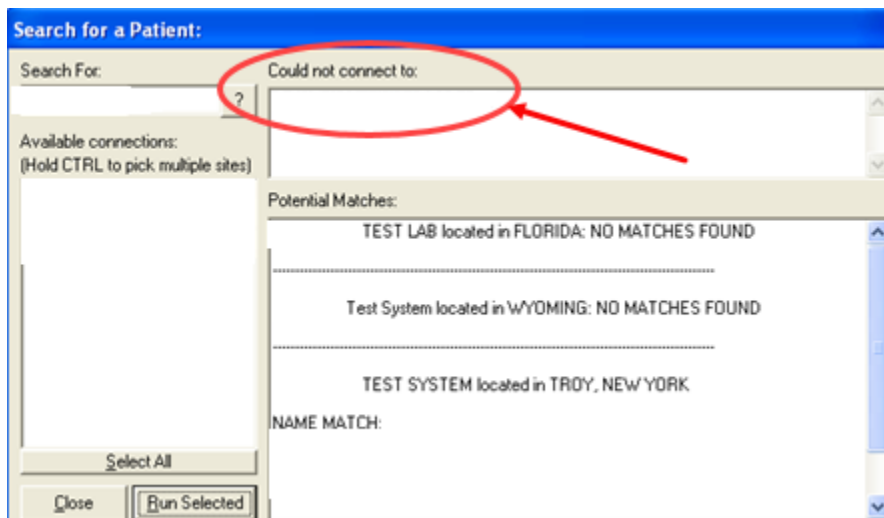 Search for a Patient:
Search For:
?
Available connections:
(Hold CTRL to pick multiple sites)
Select All
Close
Run Selected
Could not connect to:
Potential Matches:
TEST LAB located in FLORIDA: NO MATCHES FOUND
Test System located in WYOMING: NO MATCHES FOUND
TEST SYSTEM located in TROY, NEW YORK
NAME MATCH: